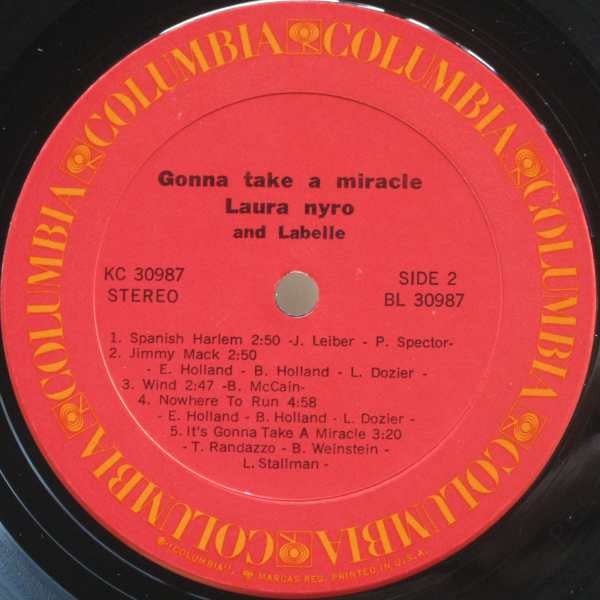 COLUMBIA COLUMBIA COLUMBIA COLUMBIA COLUMBIA COLUMBIA
Gonna take a miracle
Laura nyro
and Labelle
KC 30987 SIDE 2
STEREO BL 30987
1. Spanish Harlem 2:50 -J. Leiber - P. Spector-
2. Jimmy Mack 2:50
- E. Holland - B. Holland - L. Dozier -
3. Wind 2:47 -B. McCain-
4. Nowhere To Run 4:58
- E. Holland - B. Holland - L. Dozier -
5. It's Gonna Take A Miracle 3:20
- T. Randazzo - B. Weinstein -
L. Stallman -
℗ "COLUMBIA", MARCAS REG. PRINTED IN U.S.A.